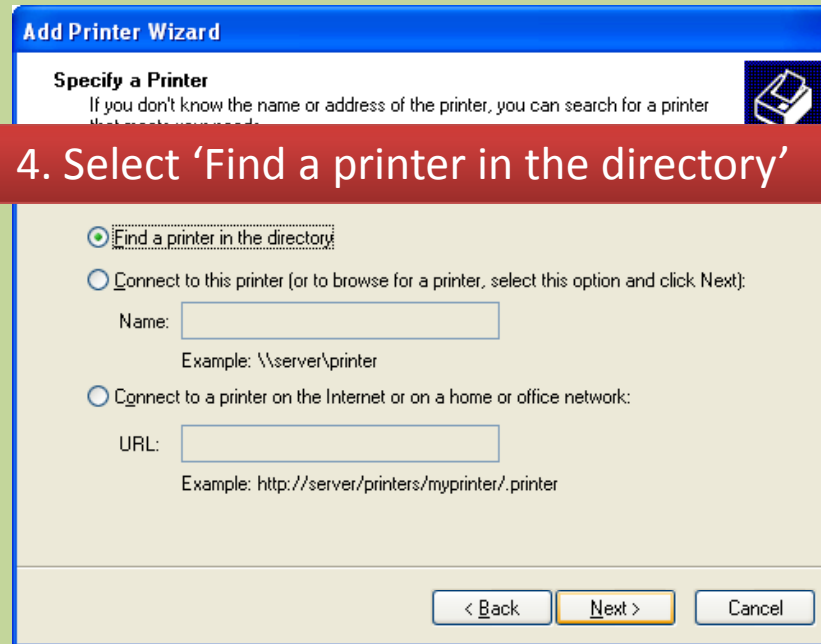 Add Printer Wizard
Specify a Printer
If you don't know the name or address of the printer, you can search for a printer
4. Select ‘Find a printer in the directory’
Find a printer in the directory
Connect to this printer (or to browse for a printer, select this option and click Next):
Name:
Example: \\server\printer
Connect to a printer on the Internet or on a home or office network:
URL:
Example: http://server/printers/myprinter/.printer
< Back Next > Cancel